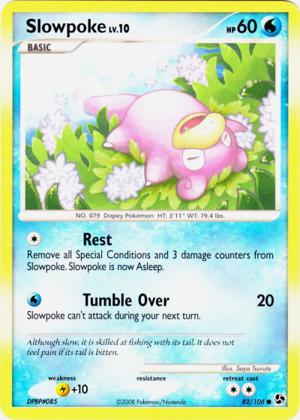 Slowpoke LV.10 HP 60
BASIC
NO. 079 Dopey Pokémon HT: 3'11" WT: 79.4 lbs.
Rest
Remove all Special Conditions and 3 damage counters from
Slowpoke. Slowpoke is now Asleep.
Tumble Over 20
Slowpoke can't attack during your next turn.
Although slow, it is skilled at fishing with its tail. It does not
feel pain if its tail is bitten.
Illus. Saya Tsuruta
weakness resistance retreat cost
+10
DPBP#085 ©2008 Pokémon/Nintendo 82/106